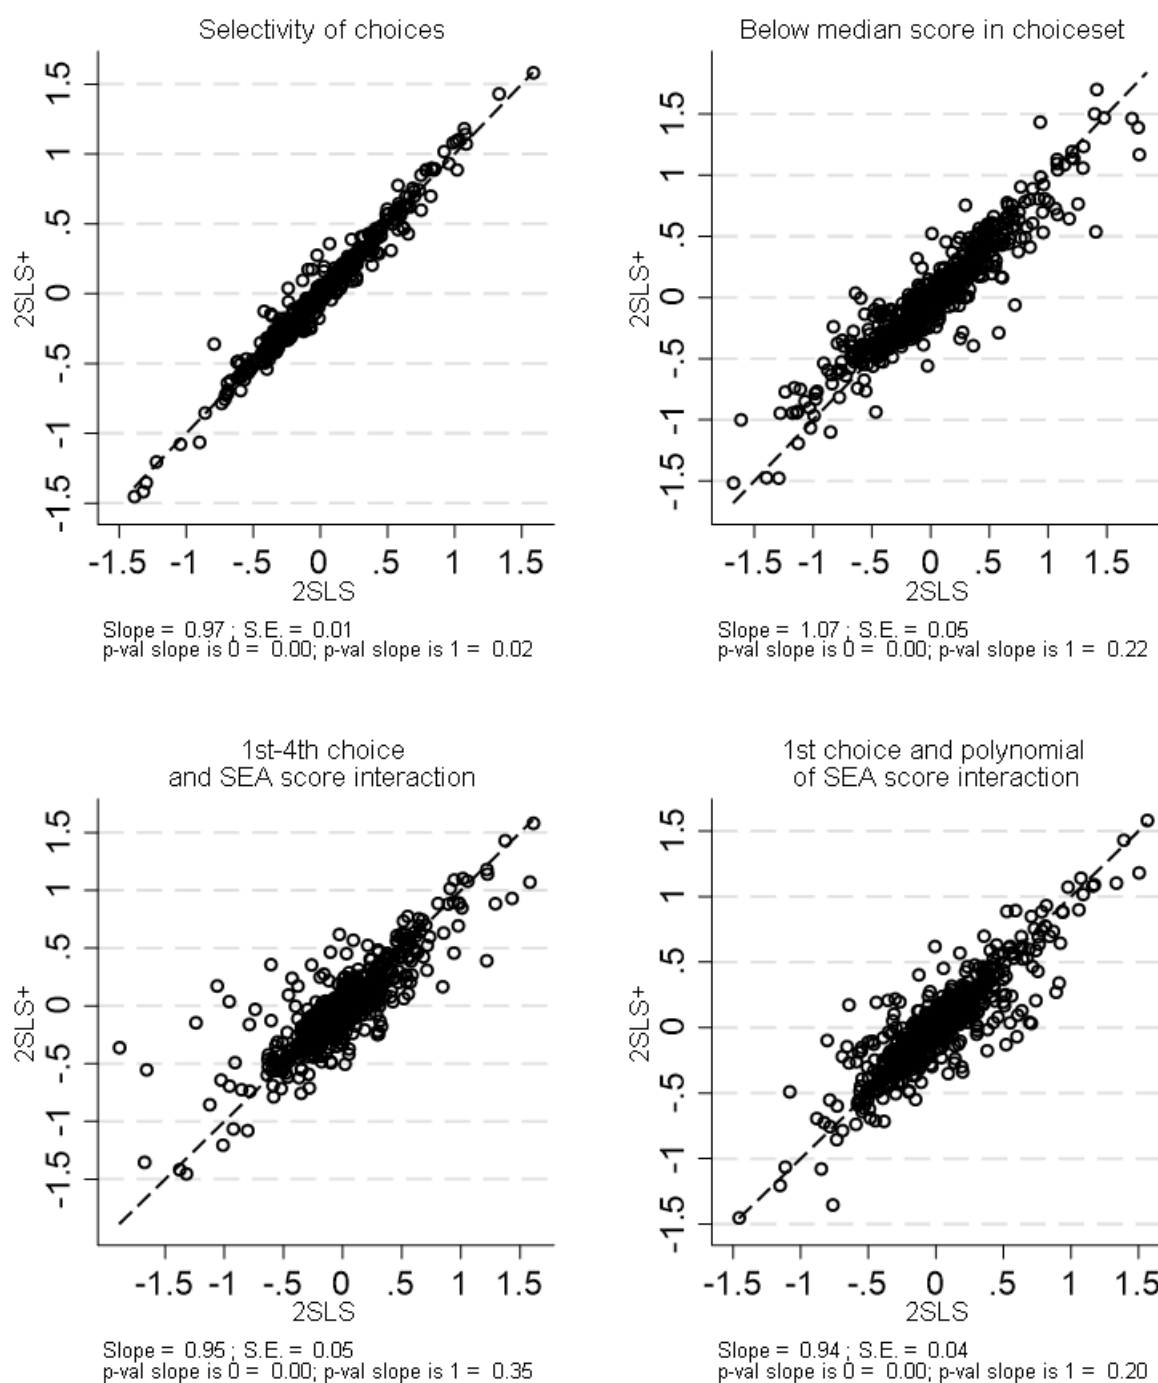 Selectivity of choices
1.5
1
.5
0
-.5
-1
-1.5
2SLS+
-1.5 -1 -.5 0 .5 1 1.5
2SLS
Slope = 0.97 ; S.E. = 0.01
p-val slope is 0 = 0.00; p-val slope is 1 = 0.02
Below median score in choiceset
1.5
1
.5
0
-.5
-1
-1.5
2SLS+
-1.5 -1 -.5 0 .5 1 1.5
2SLS
Slope = 1.07 ; S.E. = 0.05
p-val slope is 0 = 0.00; p-val slope is 1 = 0.22
1st-4th choice
and SEA score interaction
1.5
1
.5
0
-.5
-1
-1.5
2SLS+
-1.5 -1 -.5 0 .5 1 1.5
2SLS
Slope = 0.95 ; S.E. = 0.05
p-val slope is 0 = 0.00; p-val slope is 1 = 0.35
1st choice and polynomial
of SEA score interaction
1.5
1
.5
0
-.5
-1
-1.5
2SLS+
-1.5 -1 -.5 0 .5 1 1.5
2SLS
Slope = 0.94 ; S.E. = 0.04
p-val slope is 0 = 0.00; p-val slope is 1 = 0.20